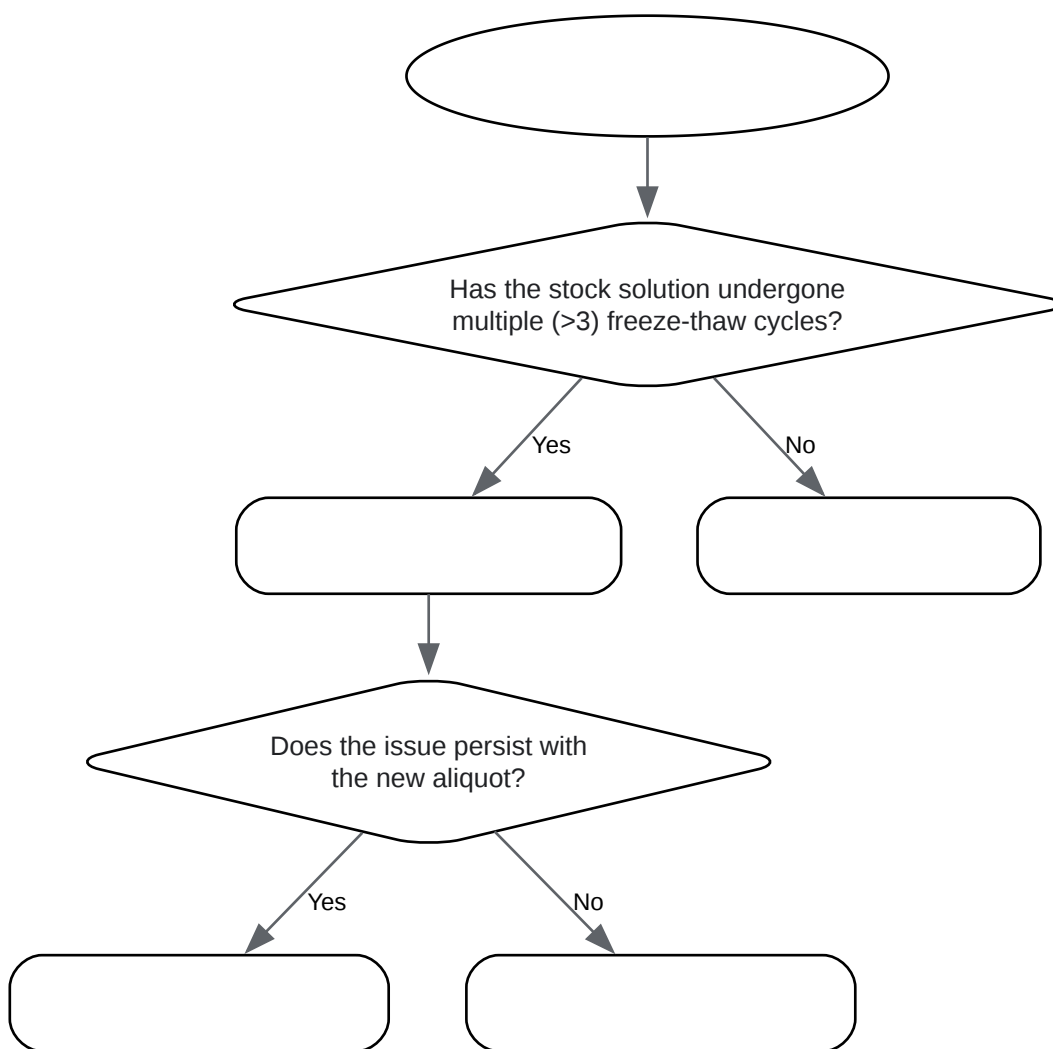 Has the stock solution undergone
multiple (>3) freeze-thaw cycles?
Yes
No
Does the issue persist with
the new aliquot?
Yes
No